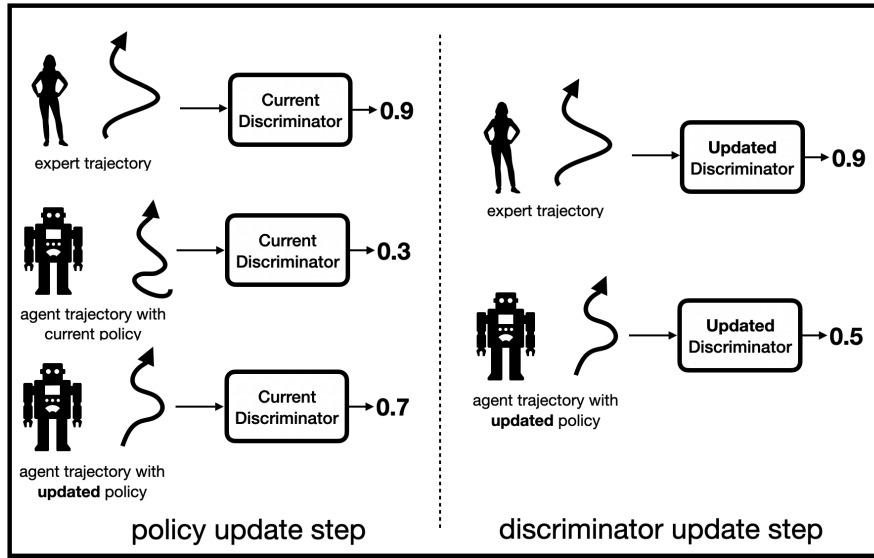 Current
Discriminator
0.9
expert trajectory
Current
Discriminator
0.3
agent trajectory with
current policy
Current
Discriminator
0.7
agent trajectory with
updated policy
policy update step
Updated
Discriminator
0.9
expert trajectory
Updated
Discriminator
0.5
agent trajectory with
updated policy
discriminator update step